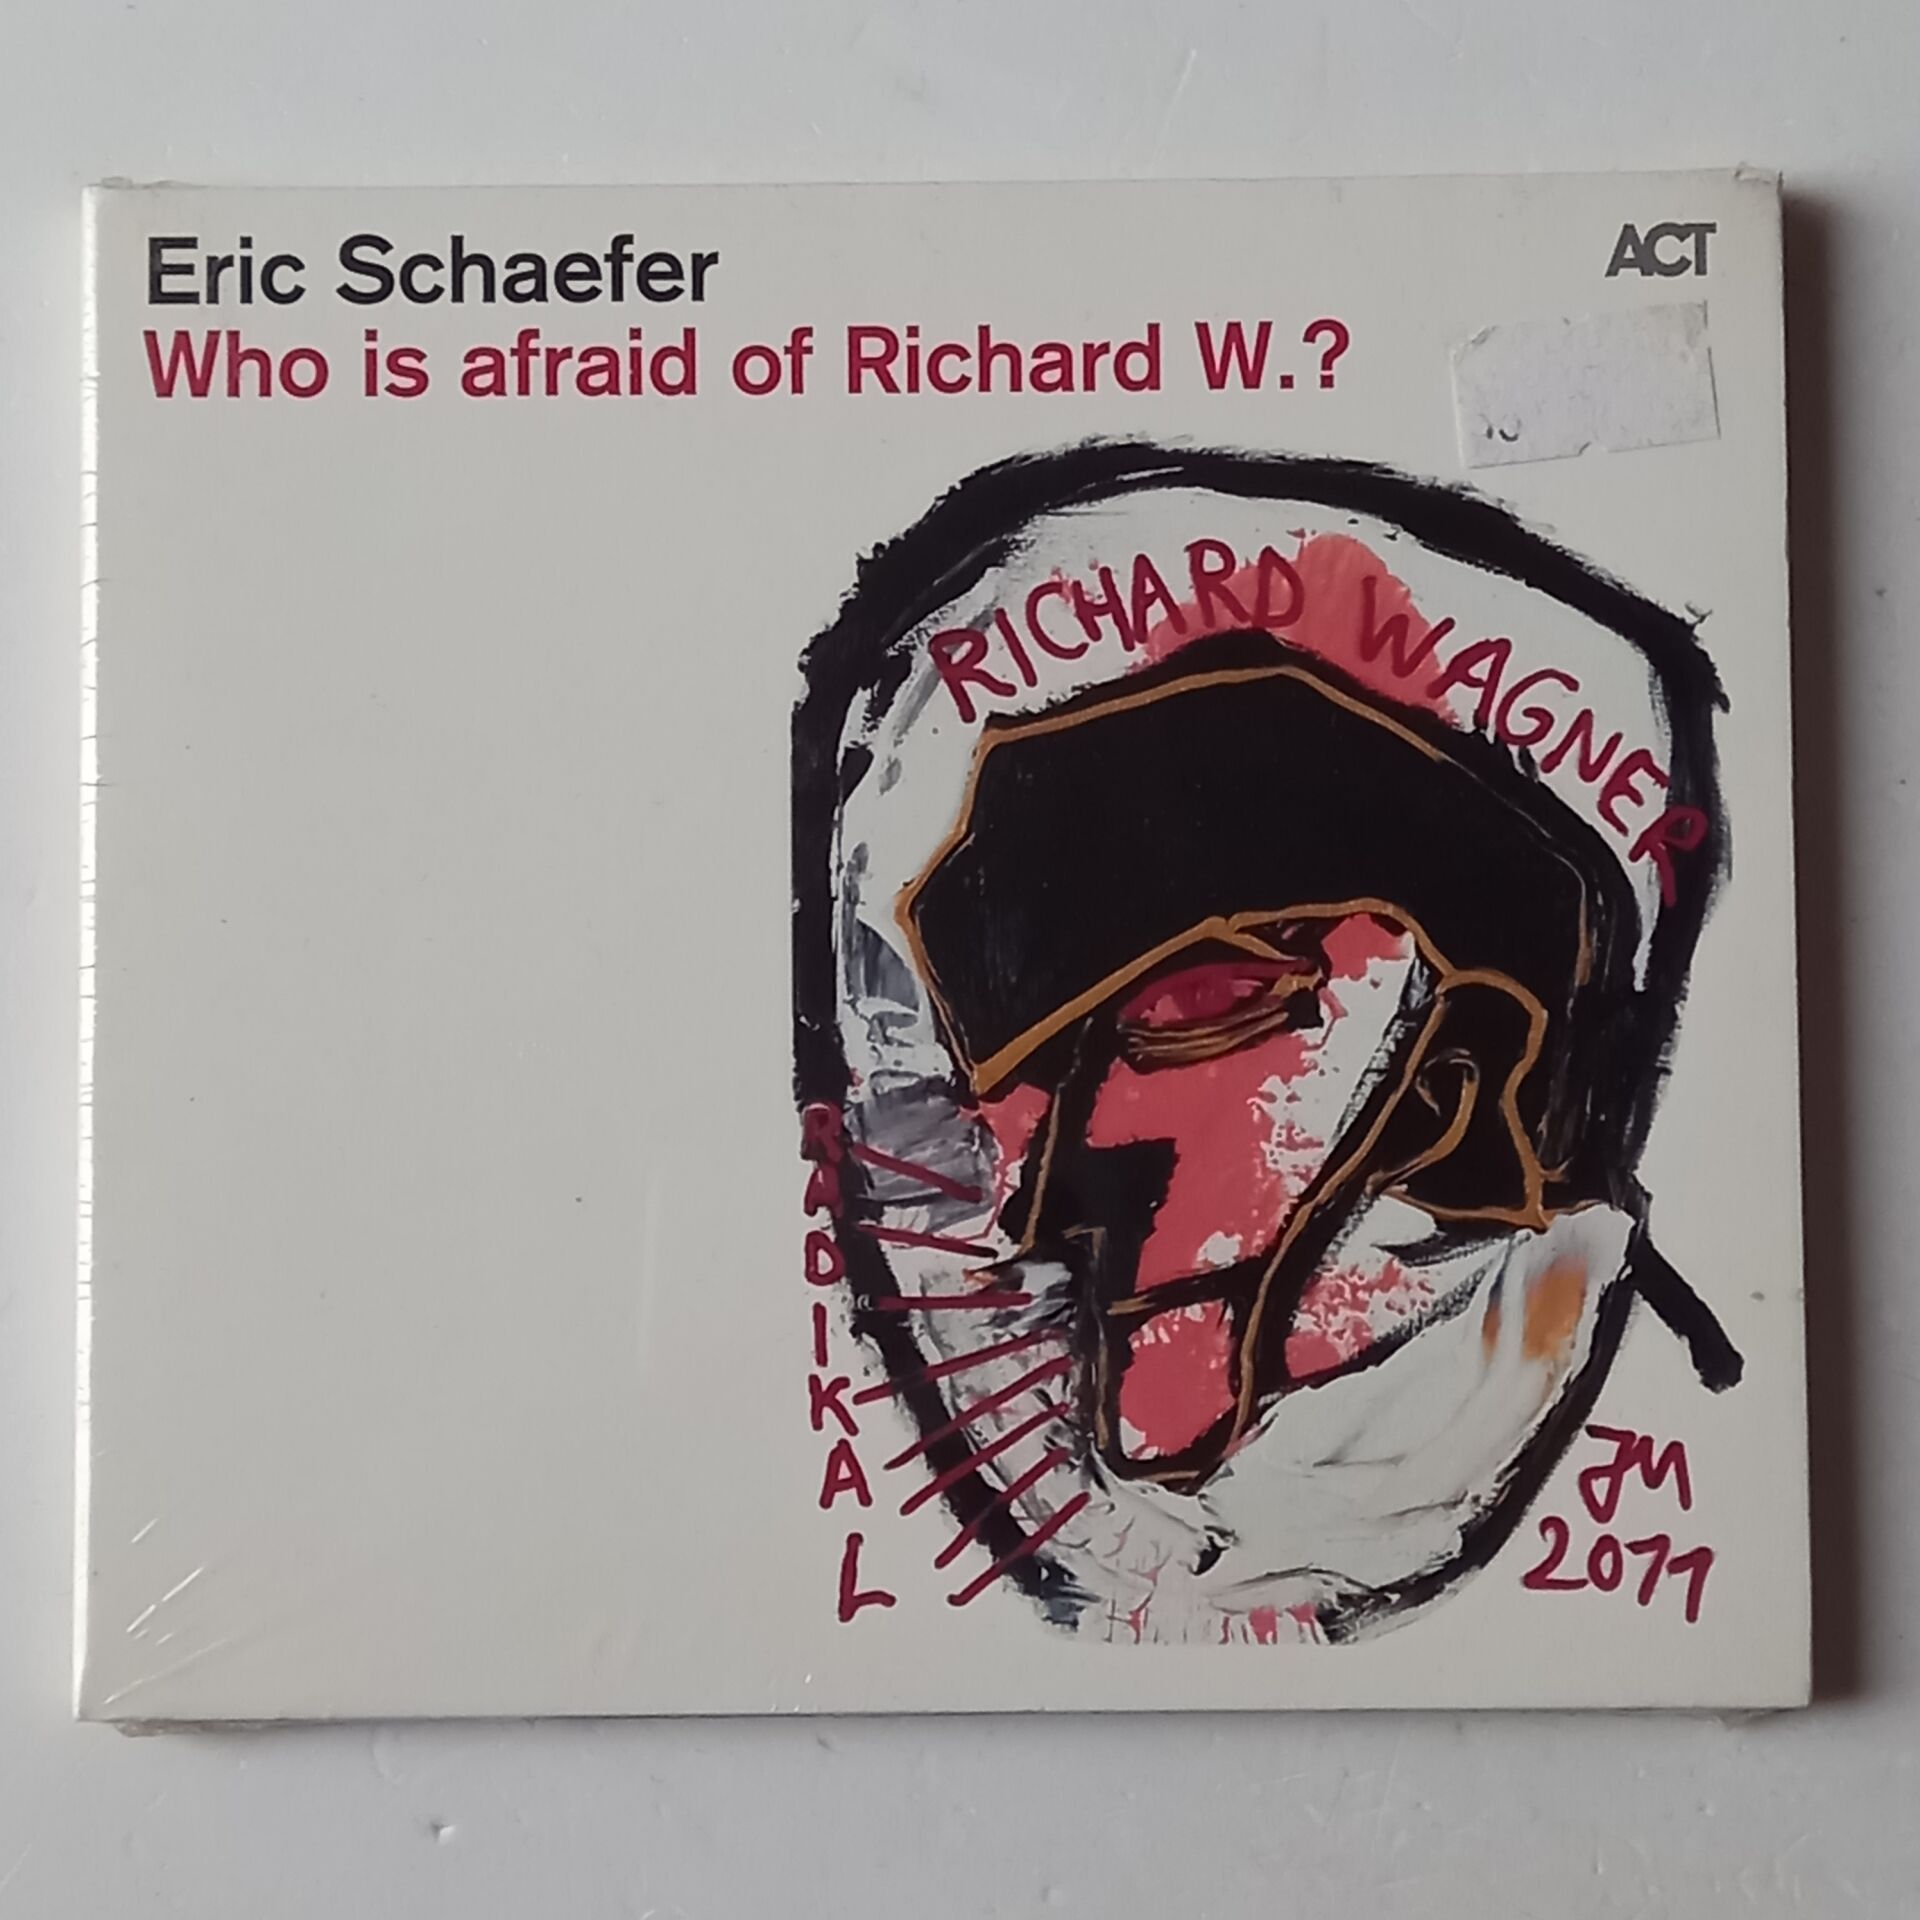 Eric Schaefer
ACT
Who is afraid of Richard W.?
RICHARD WAGNER
RADIKAL
JM
2011